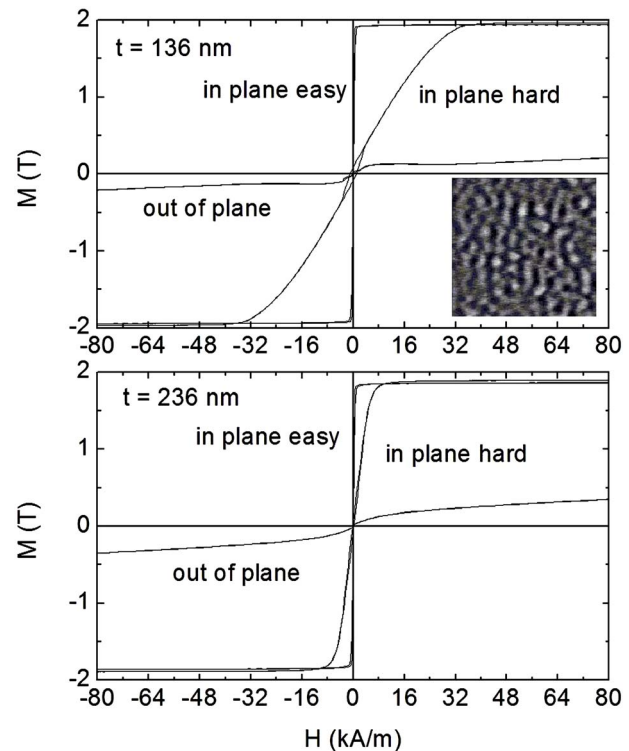 2
t = 136 nm
in plane easy
in plane hard
1
M (T)
0
out of plane
-1
-2
-80 -64 -48 -32 -16 0 16 32 48 64 80
2
t = 236 nm
in plane easy
in plane hard
1
M (T)
0
out of plane
-1
-2
-80 -64 -48 -32 -16 0 16 32 48 64 80
H (kA/m)